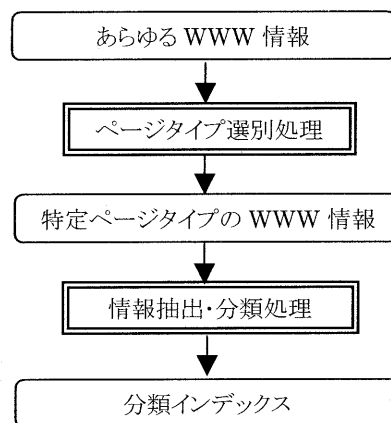 あらゆる WWW 情報
ページタイプ選別処理
特定ページタイプの WWW 情報
情報抽出・分類処理
分類インデックス